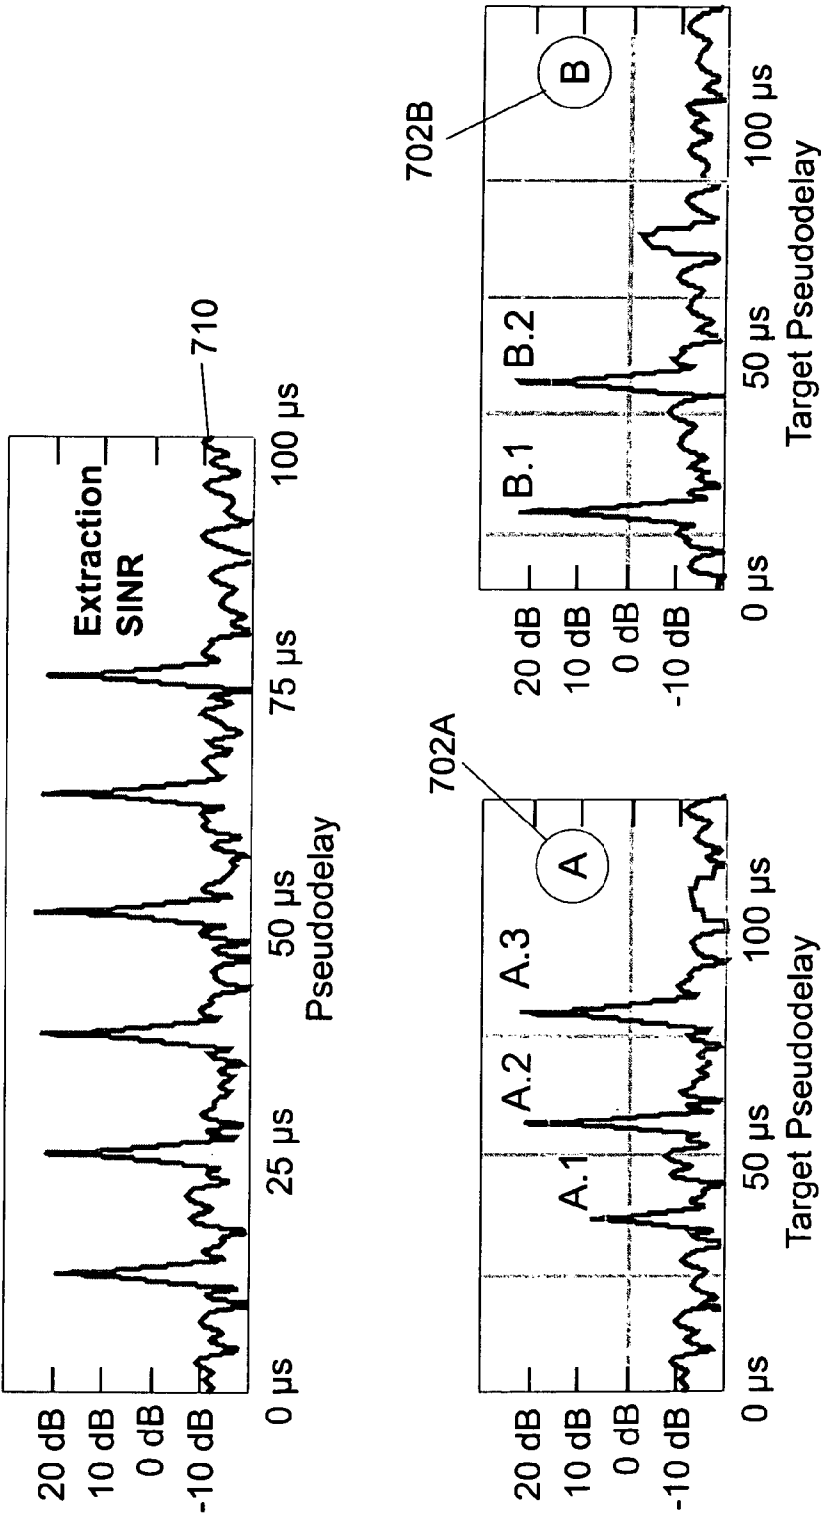 20 dB
10 dB
0 dB
-10 dB
Extraction
SINR
710
0 µs
25 µs
50 µs
75 µs
100 µs
Pseudodelay
702A
20 dB
10 dB
0 dB
-10 dB
A.1
A.2
A.3
A
0 µs
50 µs
100 µs
Target Pseudodelay
702B
20 dB
10 dB
0 dB
-10 dB
B.1
B.2
B
0 µs
50 µs
100 µs
Target Pseudodelay